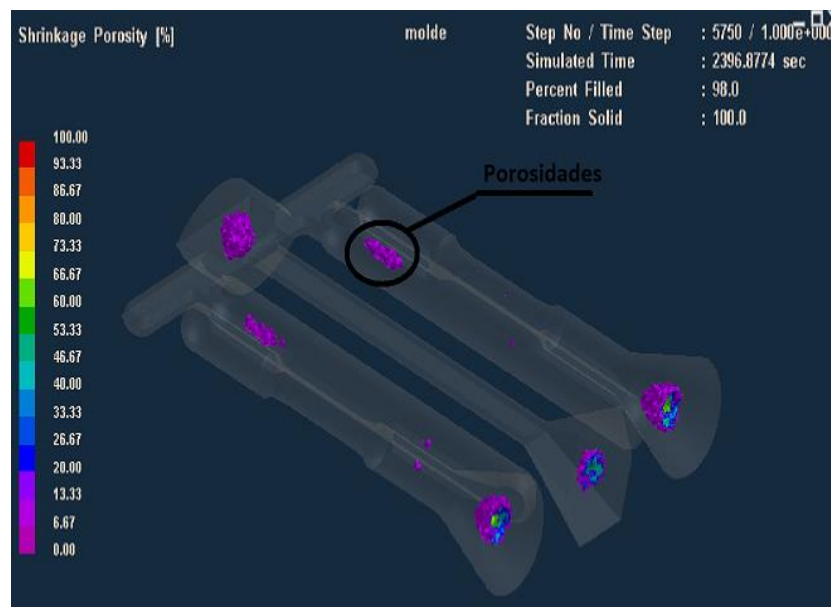 Shrinkage Porosity [%]
molde
Step No / Time Step : 5750 / 1.000e+000
Simulated Time : 2396.8774 sec
Percent Filled : 98.0
Fraction Solid : 100.0
100.00
93.33
86.67
80.00
73.33
66.67
60.00
53.33
46.67
40.00
33.33
26.67
20.00
13.33
6.67
0.00
Porosidades